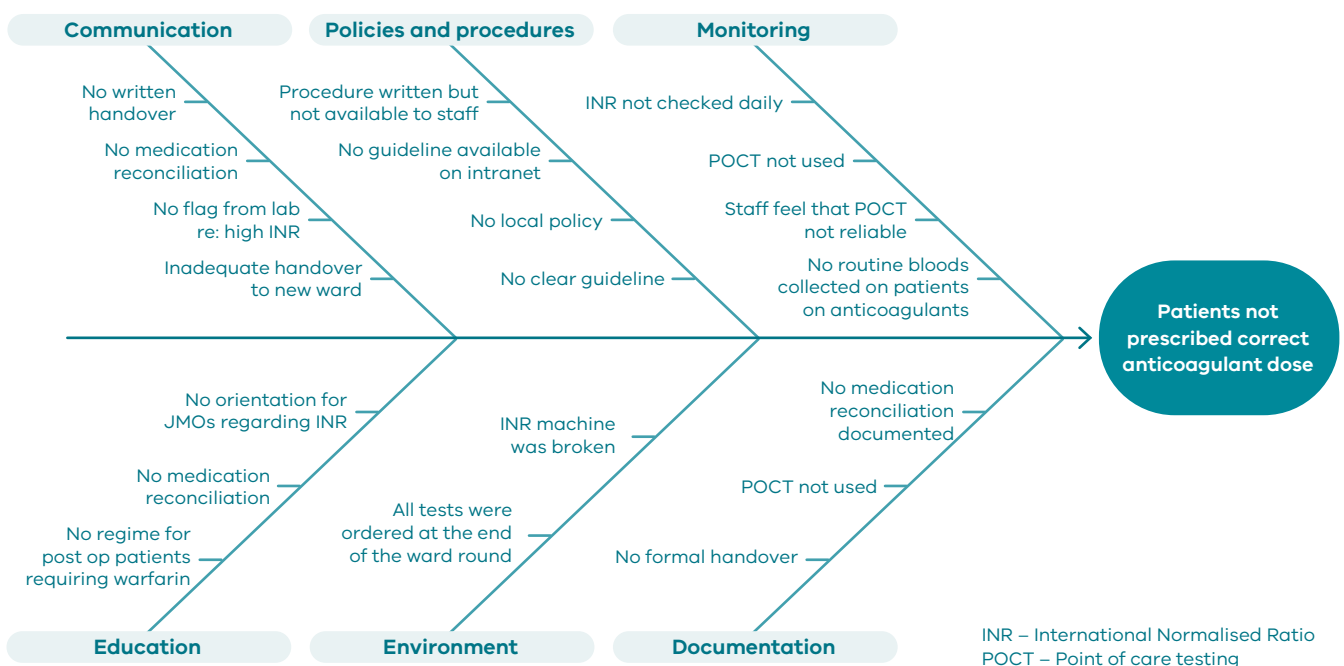 Communication
Policies and procedures
Monitoring
No written
handover
No medication
reconciliation
No flag from lab
re: high INR
Inadequate handover
to new ward
Procedure written but
not available to staff
No guideline available
on intranet
No local policy
No clear guideline
INR not checked daily
POCT not used
Staff feel that POCT
not reliable
No routine bloods
collected on patients
on anticoagulants
Patients not
prescribed correct
anticoagulant dose
No orientation for
JMOs regarding INR
No medication
reconciliation
No regime for
post op patients
requiring warfarin
INR machine
was broken
All tests were
ordered at the end
of the ward round
No medication
reconciliation
documented
POCT not used
No formal handover
Education
Environment
Documentation
INR – International Normalised Ratio
POCT – Point of care testing